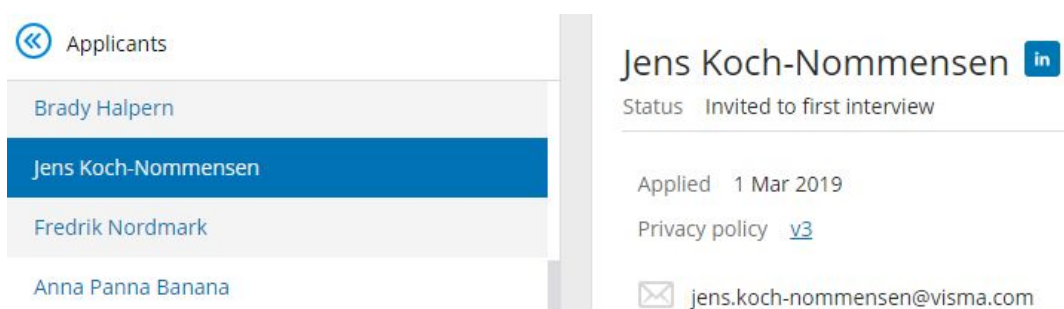 Applicants
Brady Halpern
Jens Koch-Nommensen
Fredrik Nordmark
Anna Panna Banana
Jens Koch-Nommensen in
Status Invited to first interview
Applied 1 Mar 2019
Privacy policy v3
jens.koch-nommensen@visma.com